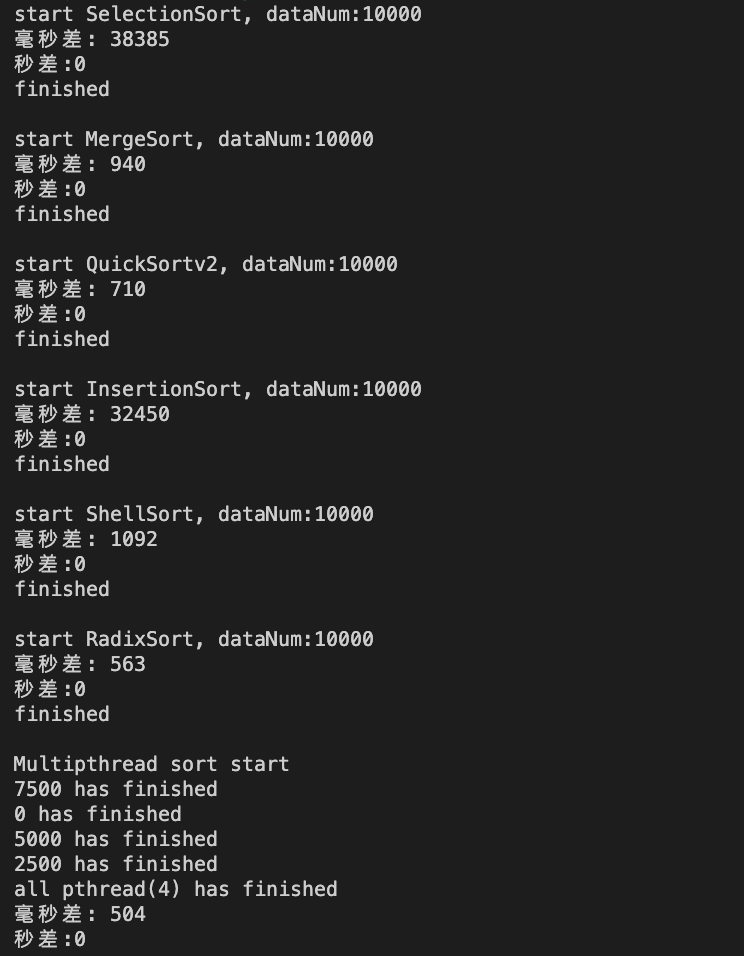 start SelectionSort, dataNum:10000
毫秒差: 38385
秒差:0
finished
start MergeSort, dataNum:10000
毫秒差: 940
秒差:0
finished
start QuickSortv2, dataNum:10000
毫秒差: 710
秒差:0
finished
start InsertionSort, dataNum:10000
毫秒差: 32450
秒差:0
finished
start ShellSort, dataNum:10000
毫秒差: 1092
秒差:0
finished
start RadixSort, dataNum:10000
毫秒差: 563
秒差:0
finished
Multipthread sort start
7500 has finished
0 has finished
5000 has finished
2500 has finished
all pthread(4) has finished
毫秒差: 504
秒差:0